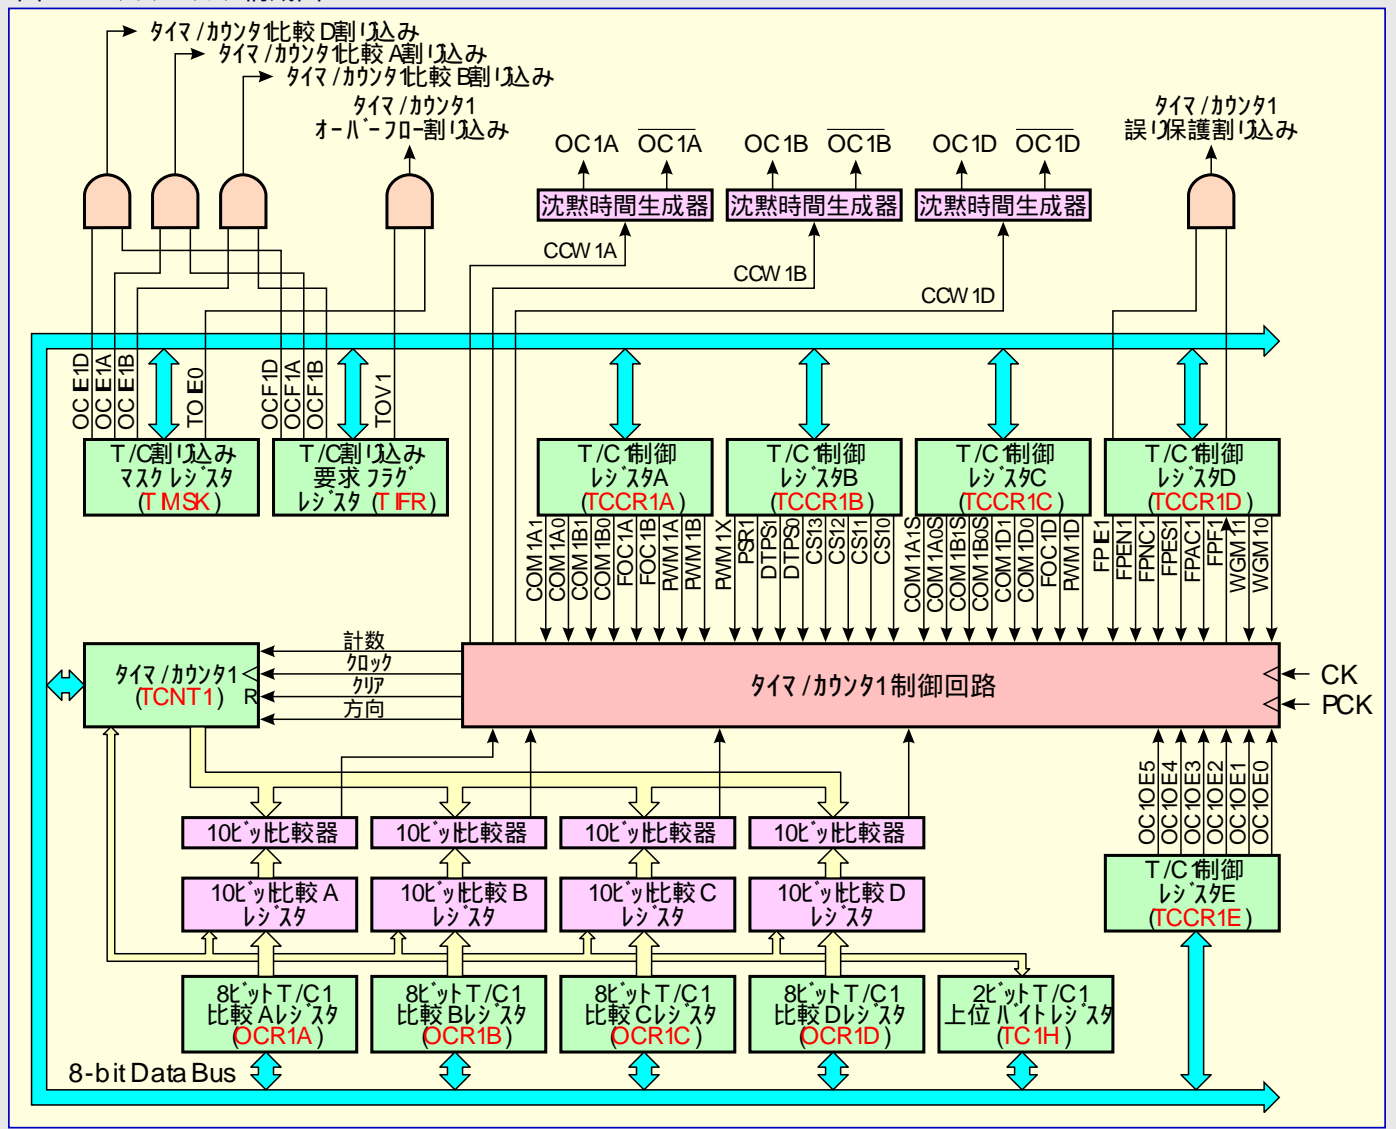 タイマ/カウンタ1比較D割り込み
タイマ/カウンタ1比較A割り込み
タイマ/カウンタ1比較B割り込み
タイマ/カウンタ1
オーバーフロー割り込み
タイマ/カウンタ1
誤り保護割り込み
OC1A
OC1A
OC1B
OC1B
OC1D
OC1D
沈黙時間生成器
沈黙時間生成器
沈黙時間生成器
CCW1A
CCW1B
CCW1D
OCIE1D
OCIE1A
OCIE1B
TOIE0
OCF1D
OCF1A
OCF1B
TOV1
T/C割り込み
マスクレジスタ
(TIMSK)
T/C割り込み
要求フラグ
レジスタ(TIFR)
T/C1制御
レジスタA
(TCCR1A)
T/C1制御
レジスタB
(TCCR1B)
T/C1制御
レジスタC
(TCCR1C)
T/C1制御
レジスタD
(TCCR1D)
COM1A1
COM1A0
COM1B1
COM1B0
FOC1A
FOC1B
PWM1A
PWM1B
PWM1X
PSR1
DTPS1
DTPS0
CS13
CS12
CS11
CS10
COM1A1S
COM1A0S
COM1B1S
COM1B0S
COM1D1
COM1D0
FOC1D
PWM1D
FPIE1
FPEN1
FPNC1
FPES1
FPAC1
FPF1
WGM11
WGM10
タイマ/カウンタ1
(TCNT1)
R
計数
クロック
クリア
方向
タイマ/カウンタ1制御回路
CK
PCK
10ビット比較器
10ビット比較器
10ビット比較器
10ビット比較器
10ビット比較A
レジスタ
10ビット比較B
レジスタ
10ビット比較C
レジスタ
10ビット比較D
レジスタ
OC1OE5
OC1OE4
OC1OE3
OC1OE2
OC1OE1
OC1OE0
T/C1制御
レジスタE
(TCCR1E)
8ビットT/C1
比較Aレジスタ
(OCR1A)
8ビットT/C1
比較Bレジスタ
(OCR1B)
8ビットT/C1
比較Cレジスタ
(OCR1C)
8ビットT/C1
比較Dレジスタ
(OCR1D)
2ビットT/C1
上位バイトレジスタ
(TC1H)
8-bit Data Bus